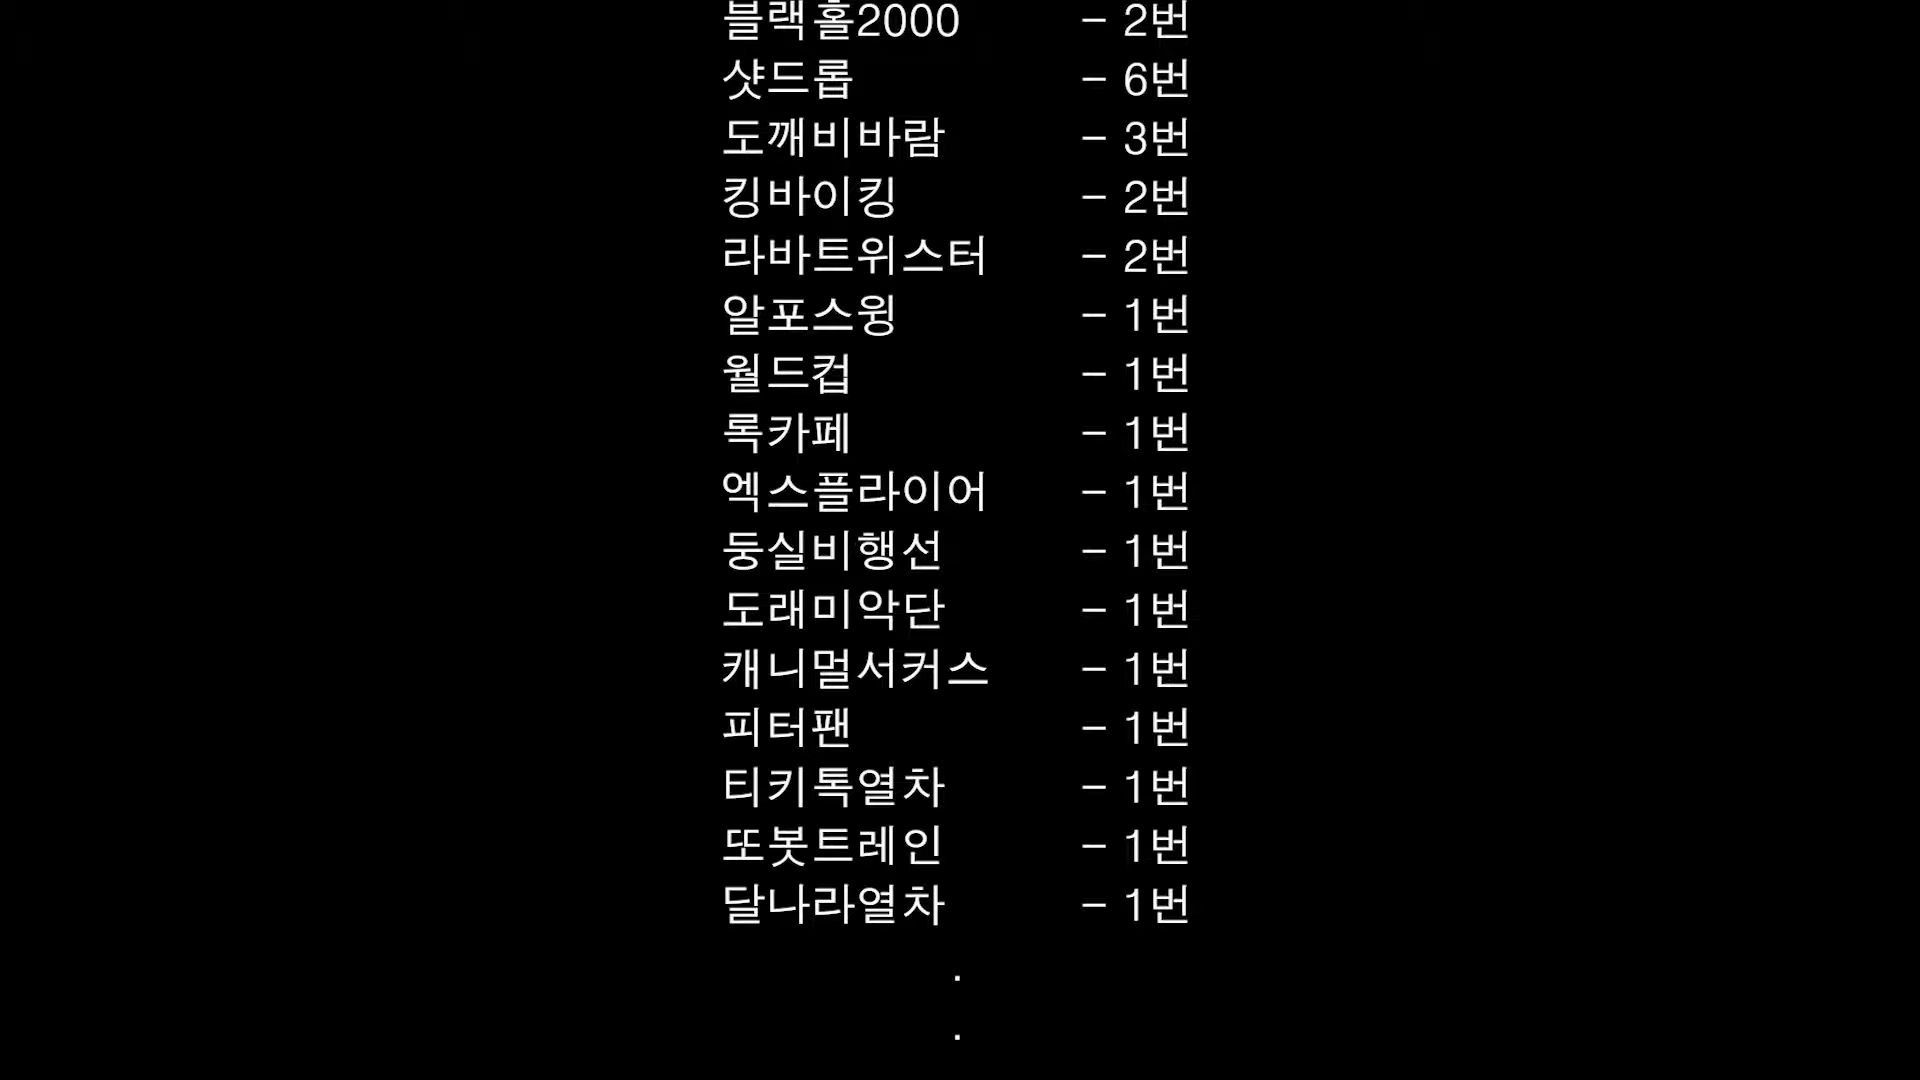 블랙홀2000 - 2번
샷드롭 - 6번
도깨비바람 - 3번
킹바이킹 - 2번
라바트위스터 - 2번
알포스윙 - 1번
월드컵 - 1번
록카페 - 1번
엑스플라이어 - 1번
둥실비행선 - 1번
도래미악단 - 1번
캐니멀서커스 - 1번
피터팬 - 1번
티키톡열차 - 1번
또봇트레인 - 1번
달나라열차 - 1번
.
.